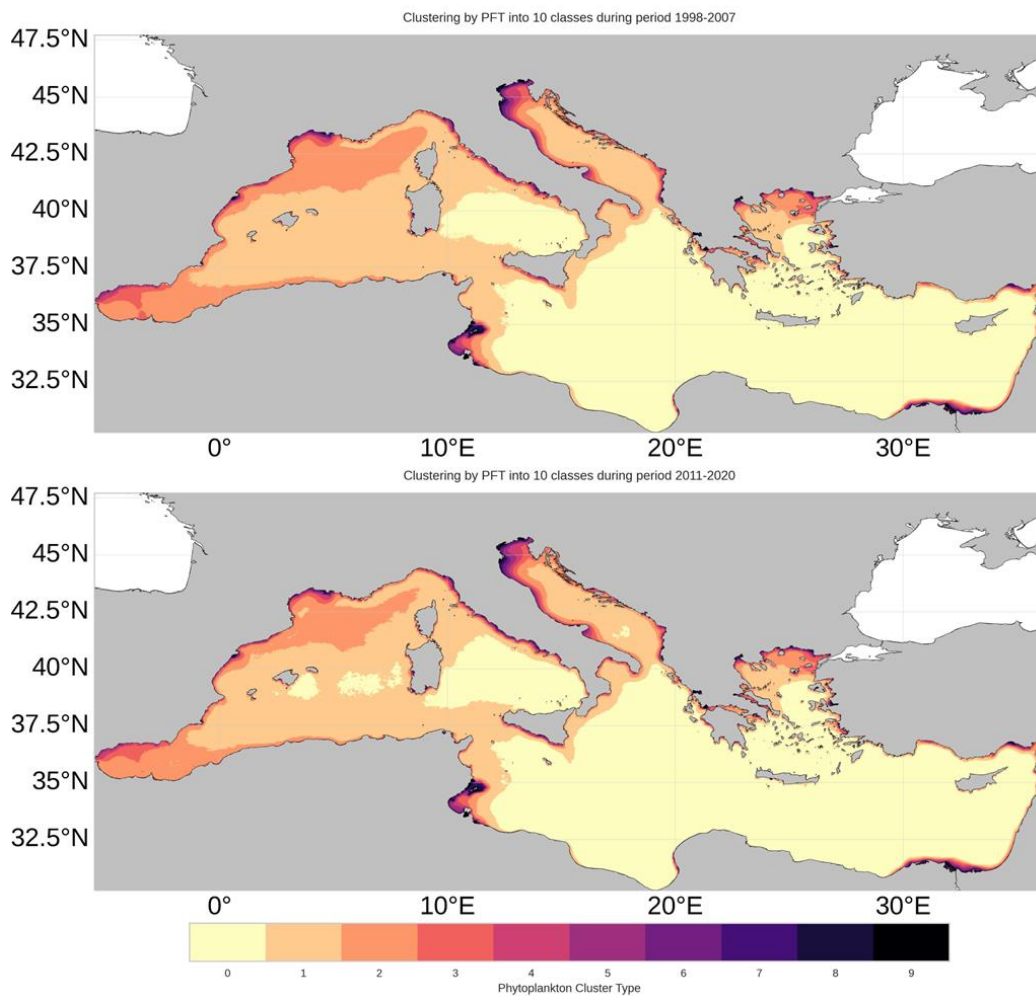 Clustering by PFT into 10 classes during period 1998-2007
47.5°N
45°N
42.5°N
40°N
37.5°N
35°N
32.5°N
0° 10°E 20°E 30°E
Clustering by PFT into 10 classes during period 2011-2020
47.5°N
45°N
42.5°N
40°N
37.5°N
35°N
32.5°N
0° 10°E 20°E 30°E
0 1 2 3 4 5 6 7 8 9
Phytoplankton Cluster Type